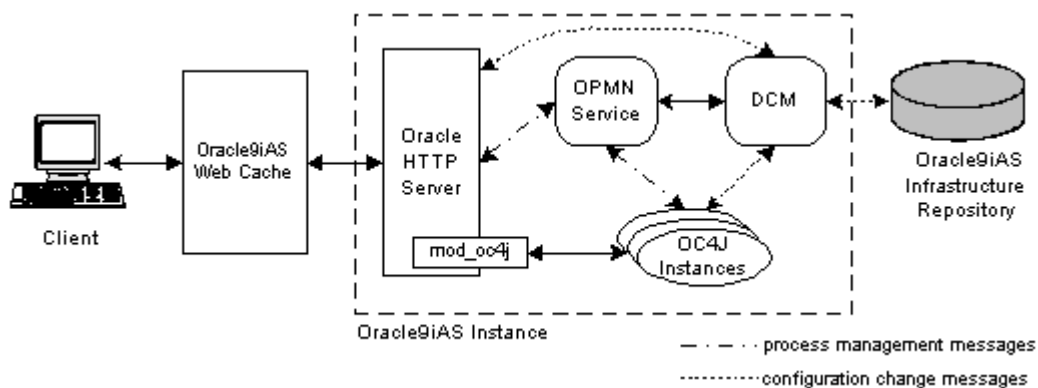 Client
Oracle9iAS
Web Cache
Oracle
HTTP
Server
mod_oc4j
OPMN
Service
DCM
OC4J
Instances
Oracle9iAS Instance
Oracle9iAS
Infrastructure
Repository
process management messages
configuration change messages